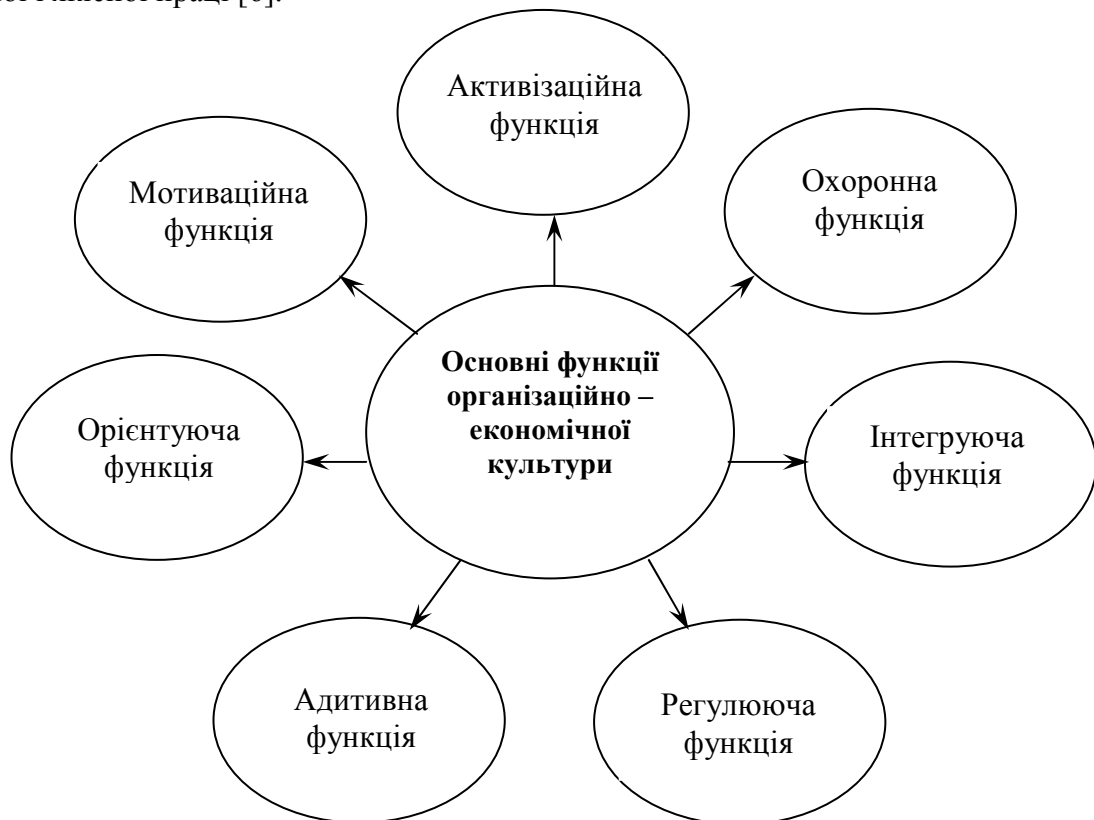 праці [6].
Активізаційна
функція
Мотиваційна
функція
Охоронна
функція
Основні функції
організаційно –
економічної
культури
Орієнтуюча
функція
Інтегруюча
функція
Адитивна
функція
Регулююча
функція